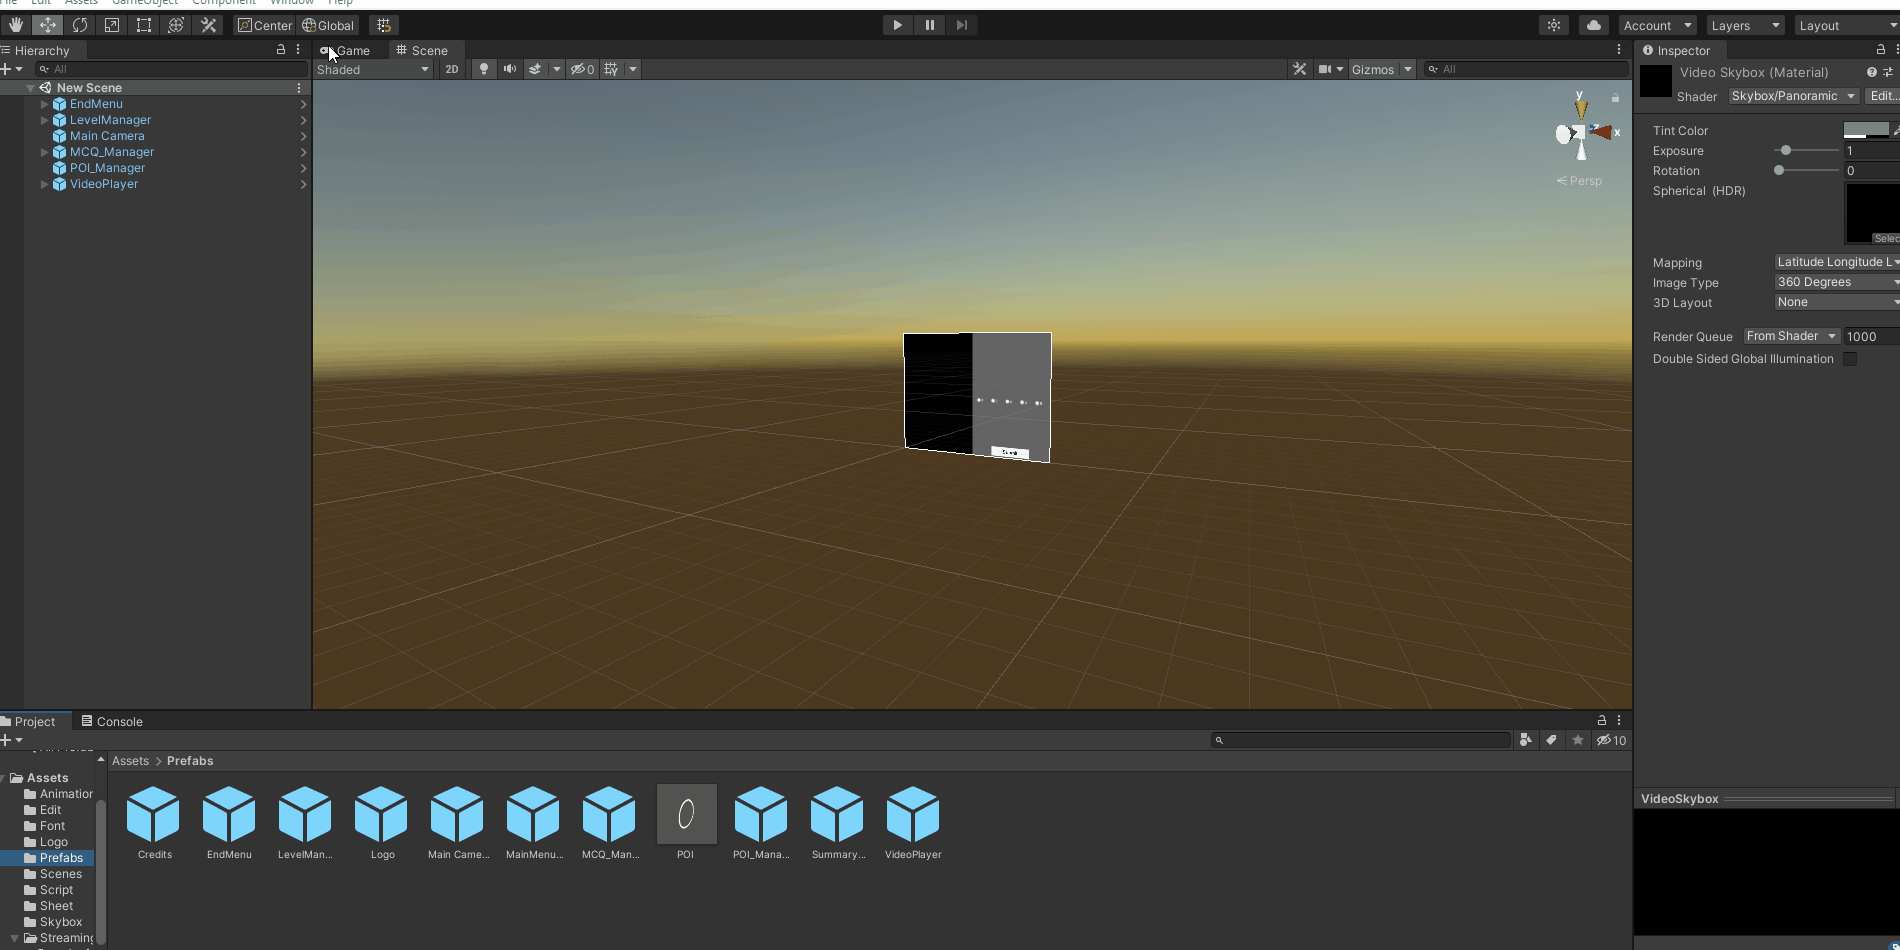 File Edit Assets GameObject Component Window Help
Center Global Account Layers Layout
Hierarchy
All
New Scene
EndMenu
LevelManager
Main Camera
MCQ_Manager
POI_Manager
VideoPlayer
Game Scene
Shaded 2D 0 Gizmos All
y
x
Persp
Submit
Inspector
Video Skybox (Material)
Shader Skybox/Panoramic Edit...
Tint Color
Exposure 1
Rotation 0
Spherical (HDR)
Selec
Mapping Latitude Longitude L
Image Type 360 Degrees
3D Layout None
Render Queue From Shader 1000
Double Sided Global Illumination
Project Console
10
Assets > Prefabs
Assets
Animation
Edit
Font
Logo
Prefabs
Scenes
Script
Sheet
Skybox
Streaming
Credits EndMenu LevelMan... Logo Main Came... MainMenu... MCQ_Man... POI POI_Mana... Summary... VideoPlayer
VideoSkybox